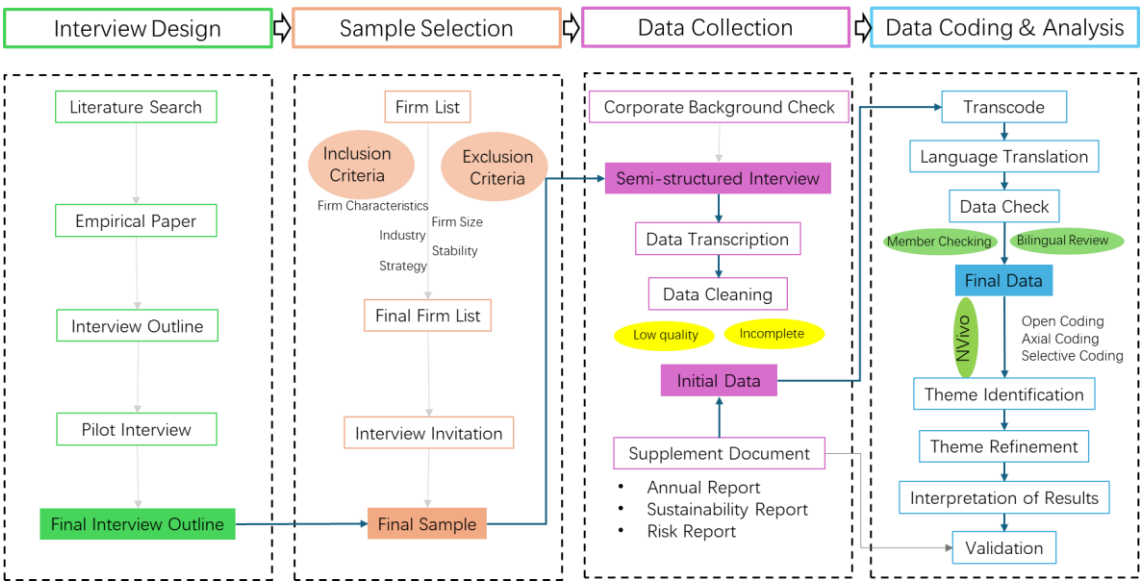 Interview Design
Sample Selection
Data Collection
Data Coding & Analysis
Literature Search
Empirical Paper
Interview Outline
Pilot Interview
Final Interview Outline
Firm List
Inclusion
Criteria
Exclusion
Criteria
Firm Characteristics
Firm Size
Industry
Stability
Strategy
Final Firm List
Interview Invitation
Final Sample
Corporate Background Check
Semi-structured Interview
Data Transcription
Data Cleaning
Low quality
Incomplete
Initial Data
Supplement Document
• Annual Report
• Sustainability Report
• Risk Report
Transcode
Language Translation
Data Check
Member Checking
Bilingual Review
Final Data
NVivo
Open Coding
Axial Coding
Selective Coding
Theme Identification
Theme Refinement
Interpretation of Results
Validation